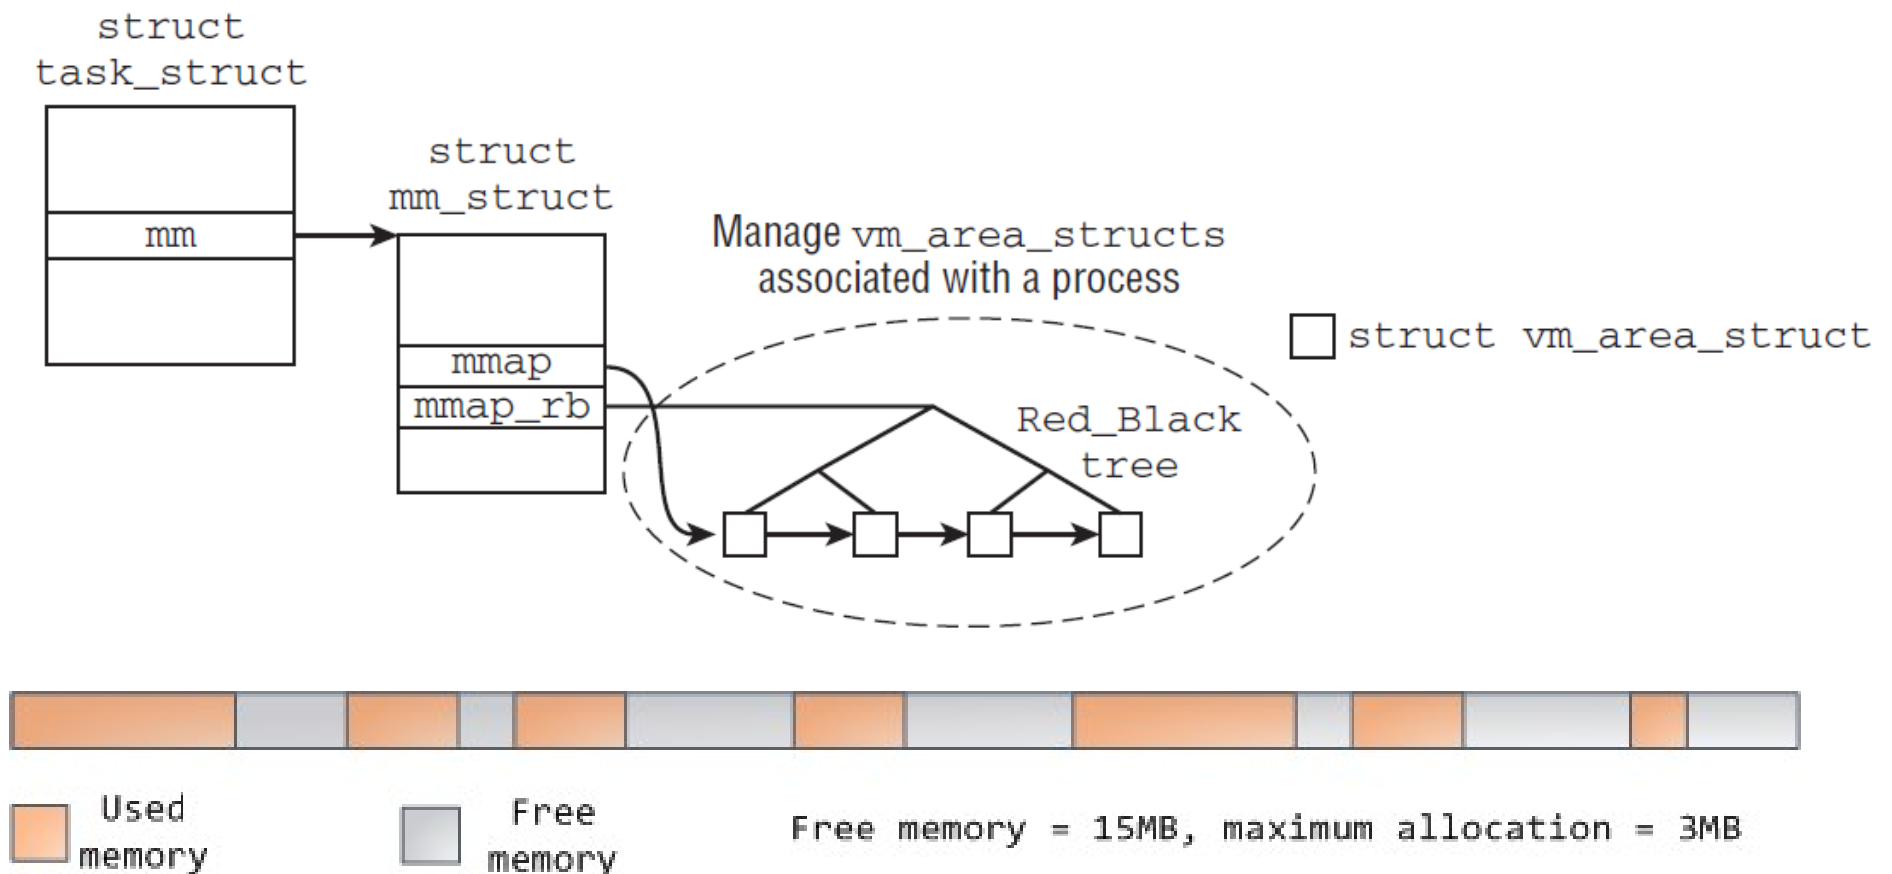 struct
task_struct
mm
struct
mm_struct
mmap
mmap_rb
Manage vm_area_structs
associated with a process
struct vm_area_struct
Red_Black
tree
Used
memory
Free
memory
Free memory = 15MB, maximum allocation = 3MB